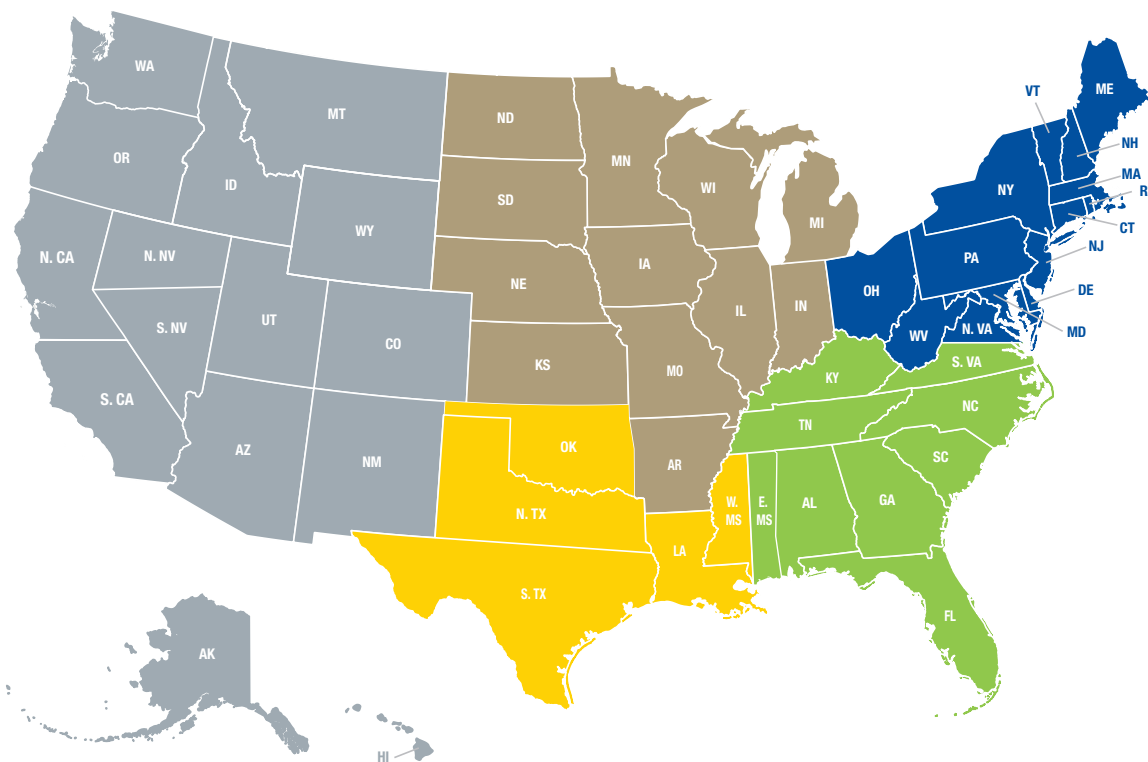 WA
MT
ND
MN
VT
ME
OR
ID
SD
WI
MI
NY
NH
MA
R
CT
WY
N. CA
N. NV
NE
IA
PA
NJ
S. NV
UT
CO
KS
IL
IN
OH
DE
MD
WV
N. VA
S. CA
MO
KY
S. VA
AZ
NM
OK
AR
TN
NC
SC
N. TX
W.
MS
E.
MS
AL
GA
LA
S. TX
FL
AK
HI